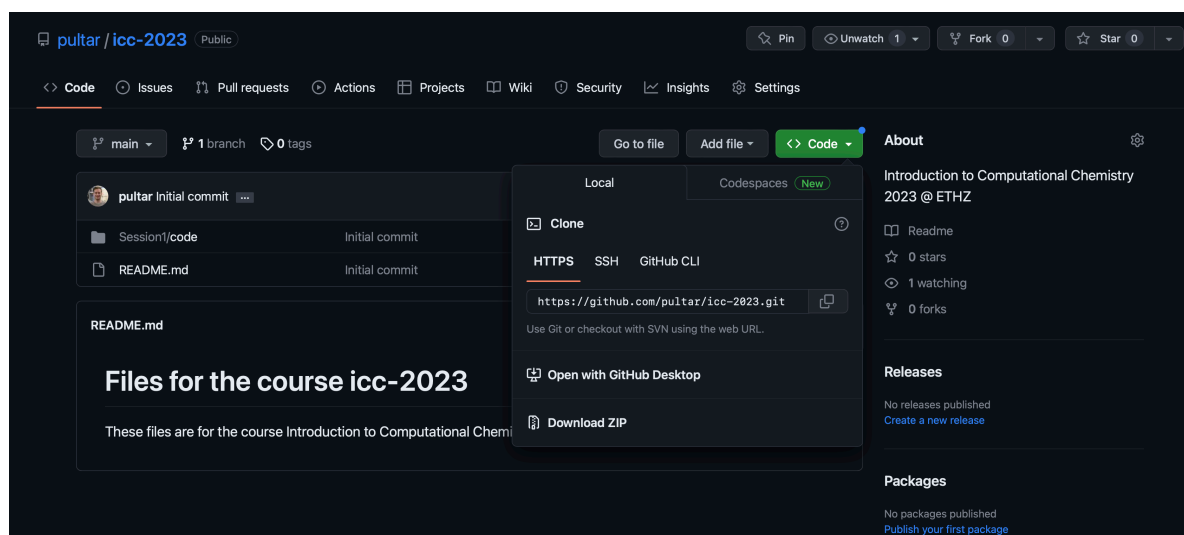 pultar / icc-2023 Public
Pin Unwatch 1 Fork 0 Star 0
Code Issues Pull requests Actions Projects Wiki Security Insights Settings
main 1 branch 0 tags Go to file Add file Code
pultar Initial commit ...
Session1/code Initial commit
README.md Initial commit
README.md
Files for the course icc-2023
These files are for the course Introduction to Computational Chemi
Local Codespaces New
Clone
HTTPS SSH GitHub CLI
https://github.com/pultar/icc-2023.git
Use Git or checkout with SVN using the web URL.
Open with GitHub Desktop
Download ZIP
About
Introduction to Computational Chemistry
2023 @ ETHZ
Readme
0 stars
1 watching
0 forks
Releases
No releases published
Create a new release
Packages
No packages published
Publish your first package